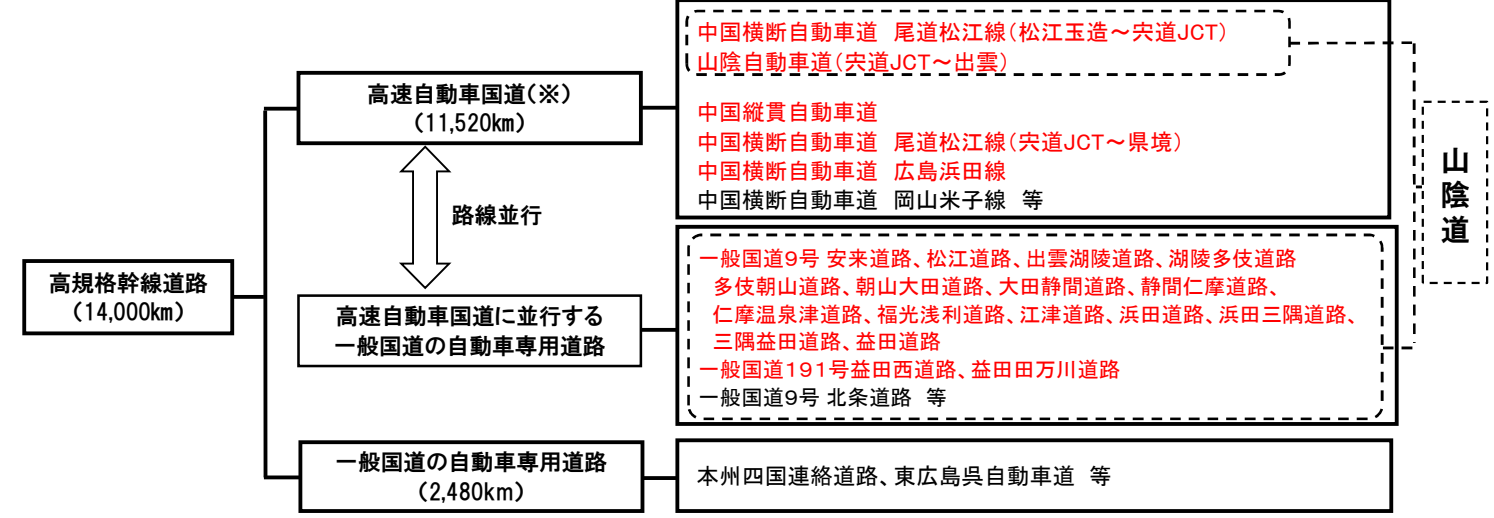 高規格幹線道路
(14,000km)
高速自動車国道(※)
(11,520km)
路線並行
高速自動車国道に並行する
一般国道の自動車専用道路
一般国道の自動車専用道路
(2,480km)
中国横断自動車道 尾道松江線(松江玉造～宍道JCT)
山陰自動車道(宍道JCT～出雲)
中国縦貫自動車道
中国横断自動車道 尾道松江線(宍道JCT～県境)
中国横断自動車道 広島浜田線
中国横断自動車道 岡山米子線 等
一般国道9号 安来道路、松江道路、出雲湖陵道路、湖陵多伎道路
多伎朝山道路、朝山大田道路、大田静間道路、静間仁摩道路、
仁摩温泉津道路、福光浅利道路、江津道路、浜田道路、浜田三隅道路、
三隅益田道路、益田道路
一般国道191号益田西道路、益田田万川道路
一般国道9号 北条道路 等
本州四国連絡道路、東広島呉自動車道 等
山陰道